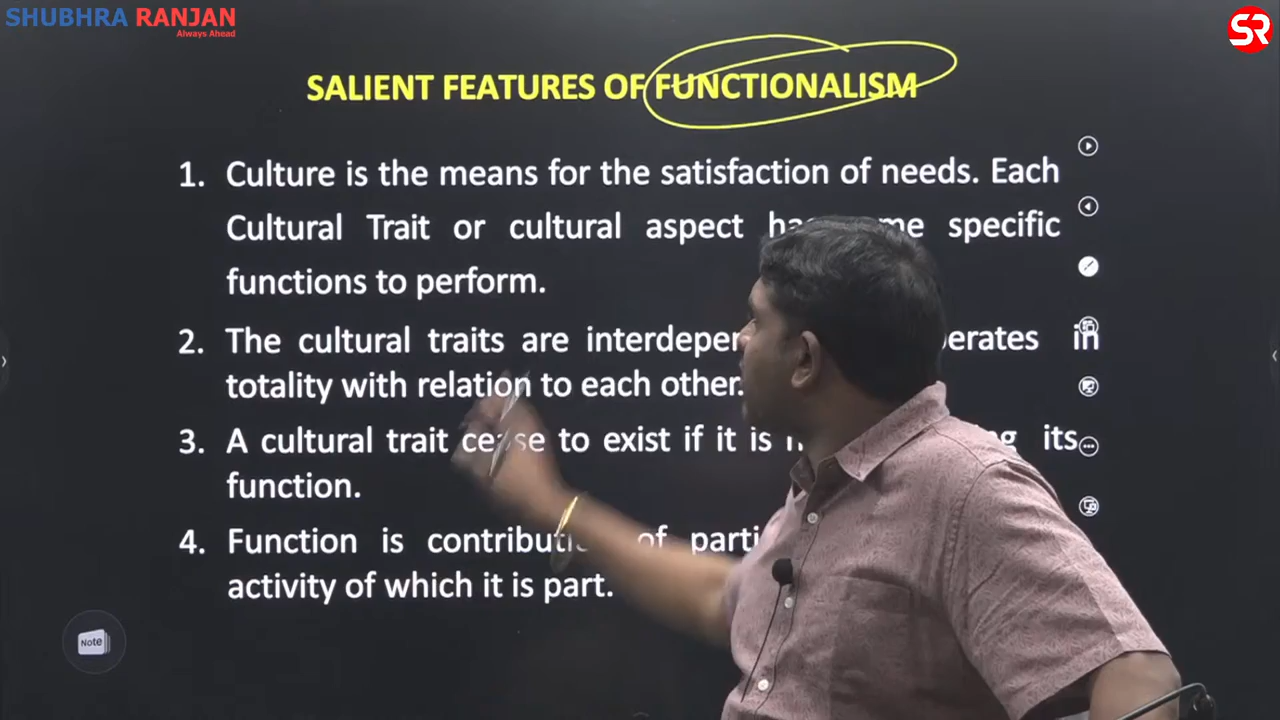 SHUBHRA RANJAN
Always Ahead
SR
SALIENT FEATURES OF FUNCTIONALISM
1. Culture is the means for the satisfaction of needs. Each
Cultural Trait or cultural aspect specific
functions to perform.
2. The cultural traits are in
totality with relation to each other.
3. A cultural trait cease to exist if it is its
function.
4. Function is of
activity of which it is part.
Note